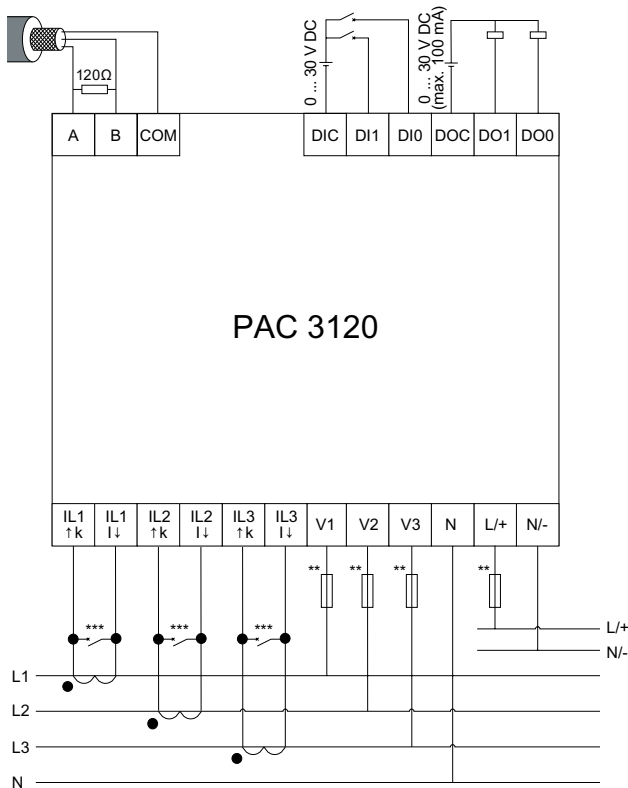 0 ... 30 V DC
0 ... 30 V DC
(max. 100 mA)
120Ω
A B COM DIC DI1 DI0 DOC DO1 DO0
PAC 3120
IL1 IL1 IL2 IL2 IL3 IL3 V1 V2 V3 N L/+ N/-
↑k l↓ ↑k l↓ ↑k l↓
** ** ** **
*** *** ***
L/+
N/-
L1
L2
L3
N